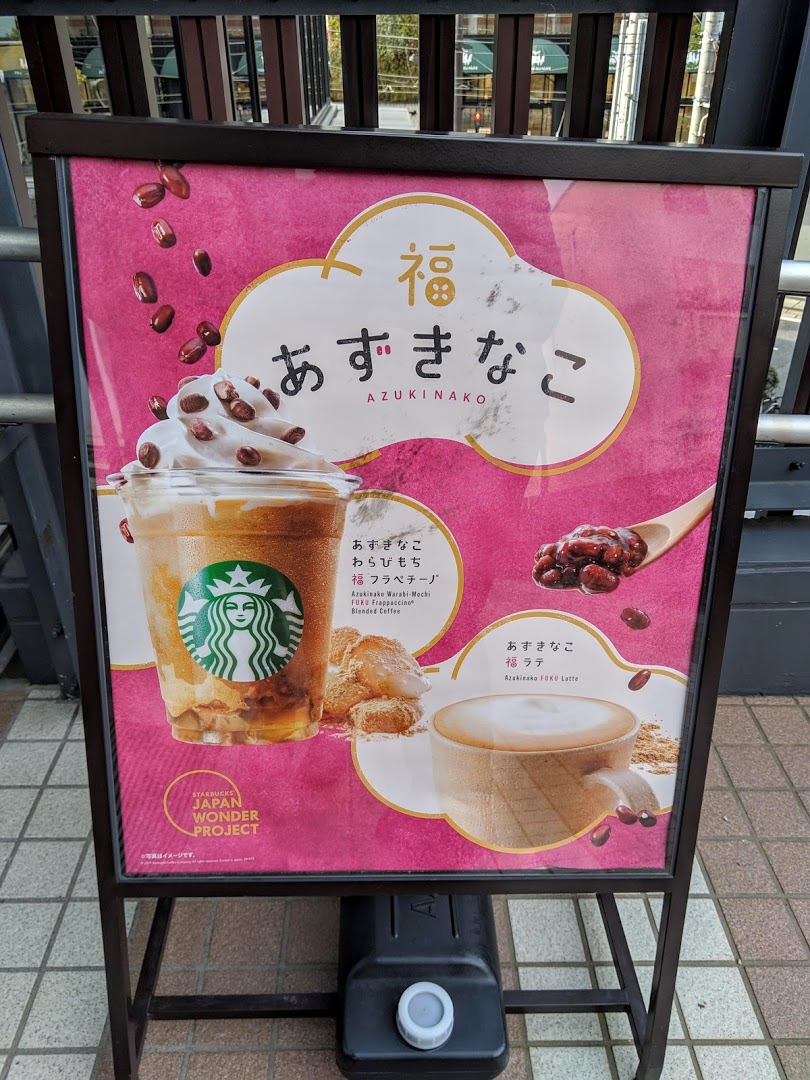 福
あずきなこ
AZUKINAKO
あずきなこ
わらびもち
福 フラペチーノ
Azukinako Warabi-Mochi
FUKU Frappuccino®
Blended Coffee
あずきなこ
福 ラテ
Azukinako FUKU Latte
STARBUCKS
JAPAN
WONDER
PROJECT
※写真はイメージです。